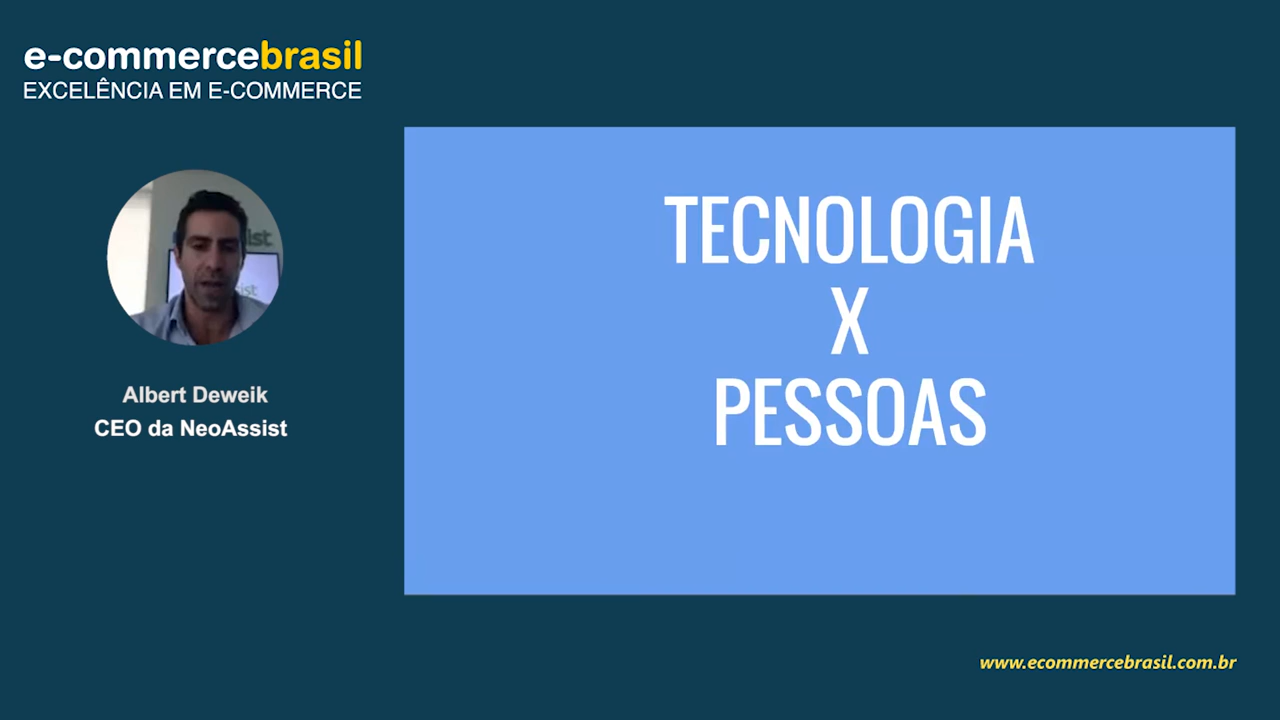 e-commercebrasil
EXCELÊNCIA EM E-COMMERCE
TECNOLOGIA
X
PESSOAS
Albert Deweik
CEO da NeoAssist
www.ecommercebrasil.com.br